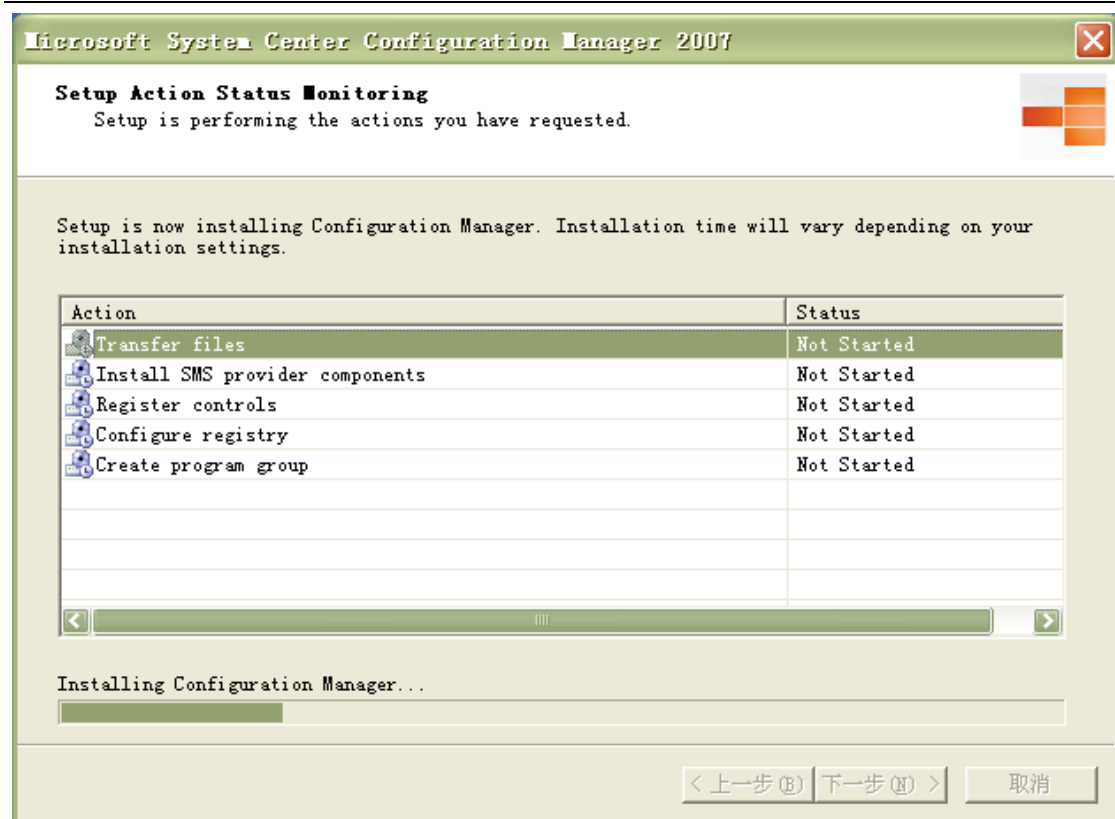 Microsoft System Center Configuration Manager 2007
Setup Action Status Monitoring
Setup is performing the actions you have requested.
Setup is now installing Configuration Manager. Installation time will vary depending on your
installation settings.
Action Status
Transfer files Not Started
Install SMS provider components Not Started
Register controls Not Started
Configure registry Not Started
Create program group Not Started
Installing Configuration Manager...
< 上一步(B) 下一步(N) > 取消